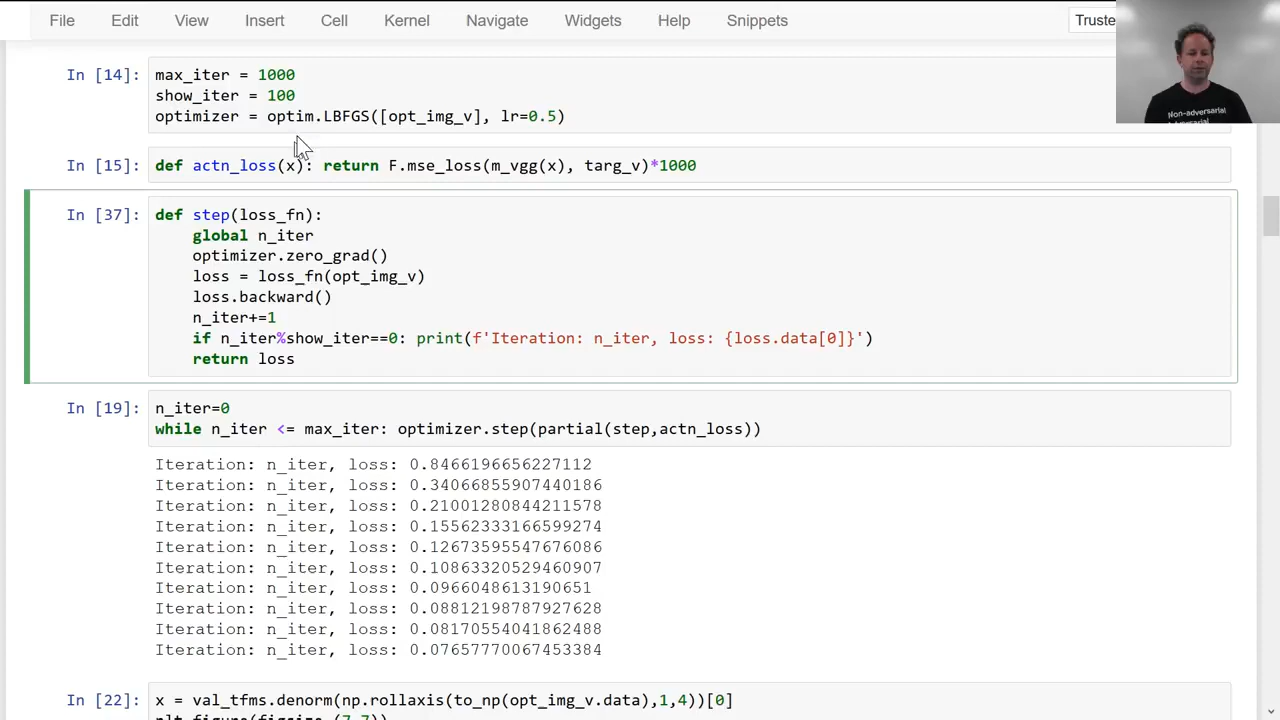 File Edit View Insert Cell Kernel Navigate Widgets Help Snippets Truste
Non-adversarial
In [14]: max_iter = 1000
show_iter = 100
optimizer = optim.LBFGS([opt_img_v], lr=0.5)
In [15]: def actn_loss(x): return F.mse_loss(m_vgg(x), targ_v)*1000
In [37]: def step(loss_fn):
global n_iter
optimizer.zero_grad()
loss = loss_fn(opt_img_v)
loss.backward()
n_iter+=1
if n_iter%show_iter==0: print(f'Iteration: n_iter, loss: {loss.data[0]}')
return loss
In [19]: n_iter=0
while n_iter <= max_iter: optimizer.step(partial(step,actn_loss))
Iteration: n_iter, loss: 0.8466196656227112
Iteration: n_iter, loss: 0.34066855907440186
Iteration: n_iter, loss: 0.21001280844211578
Iteration: n_iter, loss: 0.15562333166599274
Iteration: n_iter, loss: 0.12673595547676086
Iteration: n_iter, loss: 0.10863320529460907
Iteration: n_iter, loss: 0.0966048613190651
Iteration: n_iter, loss: 0.08812198787927628
Iteration: n_iter, loss: 0.08170554041862488
Iteration: n_iter, loss: 0.07657770067453384
In [22]: x = val_tfms.denorm(np.rollaxis(to_np(opt_img_v.data),1,4))[0]